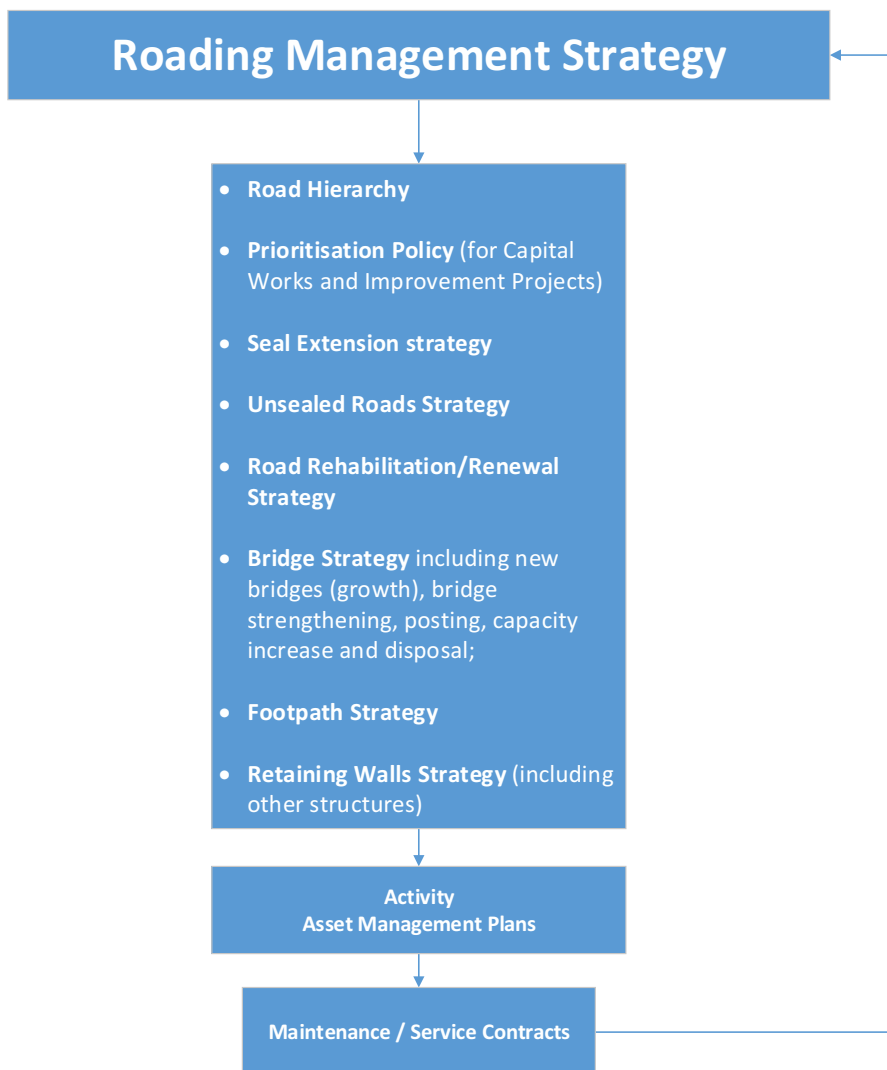 Roading Management Strategy
• Road Hierarchy
• Prioritisation Policy (for Capital
Works and Improvement Projects)
• Seal Extension strategy
• Unsealed Roads Strategy
• Road Rehabilitation/Renewal
Strategy
• Bridge Strategy including new
bridges (growth), bridge
strengthening, posting, capacity
increase and disposal;
• Footpath Strategy
• Retaining Walls Strategy (including
other structures)
Activity
Asset Management Plans
Maintenance / Service Contracts